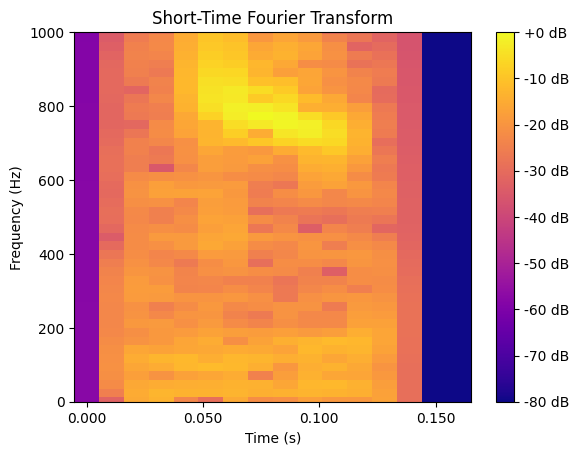 Short-Time Fourier Transform
1000
800
600
400
200
0
Frequency (Hz)
0.000
0.050
0.100
0.150
Time (s)
+0 dB
-10 dB
-20 dB
-30 dB
-40 dB
-50 dB
-60 dB
-70 dB
-80 dB